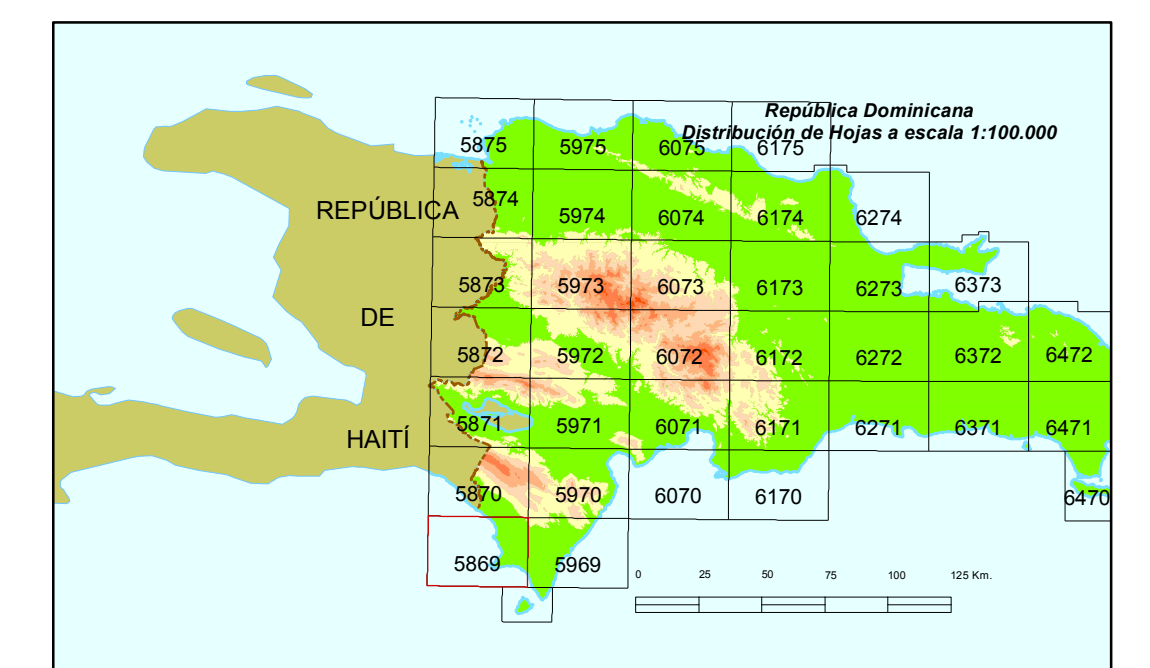 República Dominicana
Distribución de Hojas a escala 1:100.000
5875 5975 6075 6175
REPÚBLICA 5874 5974 6074 6174 6274
5873 5973 6073 6173 6273 6373
DE
5872 5972 6072 6172 6272 6372 6472
HAITÍ 5871 5971 6071 6171 6271 6371 6471
5870 5970 6070 6170 6470
5869 5969
0 25 50 75 100 125 Km.